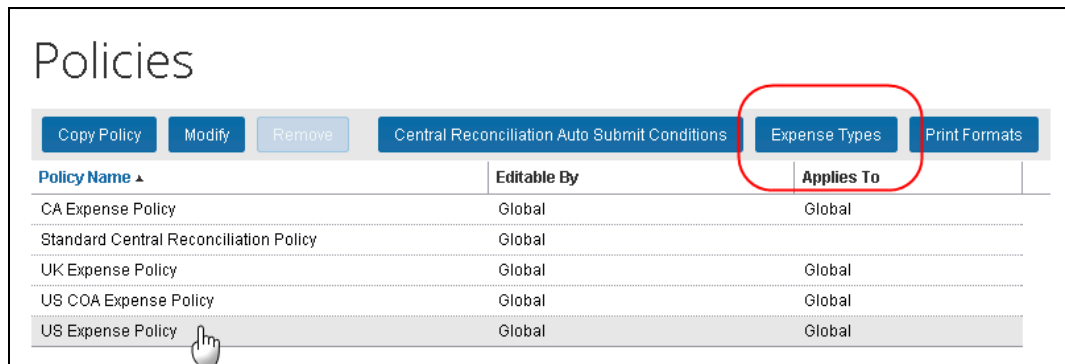 Policies
Copy Policy Modify Remove Central Reconciliation Auto Submit Conditions Expense Types Print Formats
Policy Name ▲ Editable By Applies To
CA Expense Policy Global Global
Standard Central Reconciliation Policy Global
UK Expense Policy Global Global
US COA Expense Policy Global Global
US Expense Policy Global Global